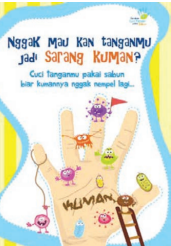 Nggak mau kan tanganmu
jadi sarang kuman?
Cuci tanganmu pakai sabun
biar kumannya nggak nempel lagi...
KUMAN